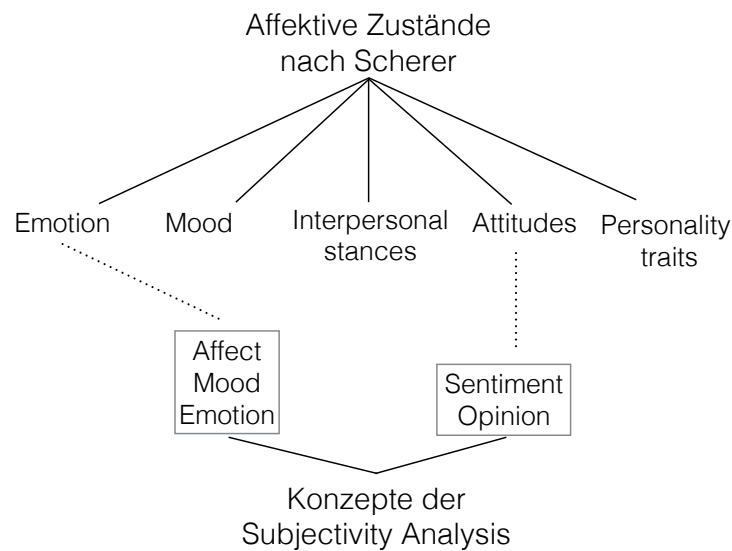 Affektive Zustände
nach Scherer
Emotion
Mood
Interpersonal
stances
Attitudes
Personality
traits
Affect
Mood
Emotion
Sentiment
Opinion
Konzepte der
Subjectivity Analysis